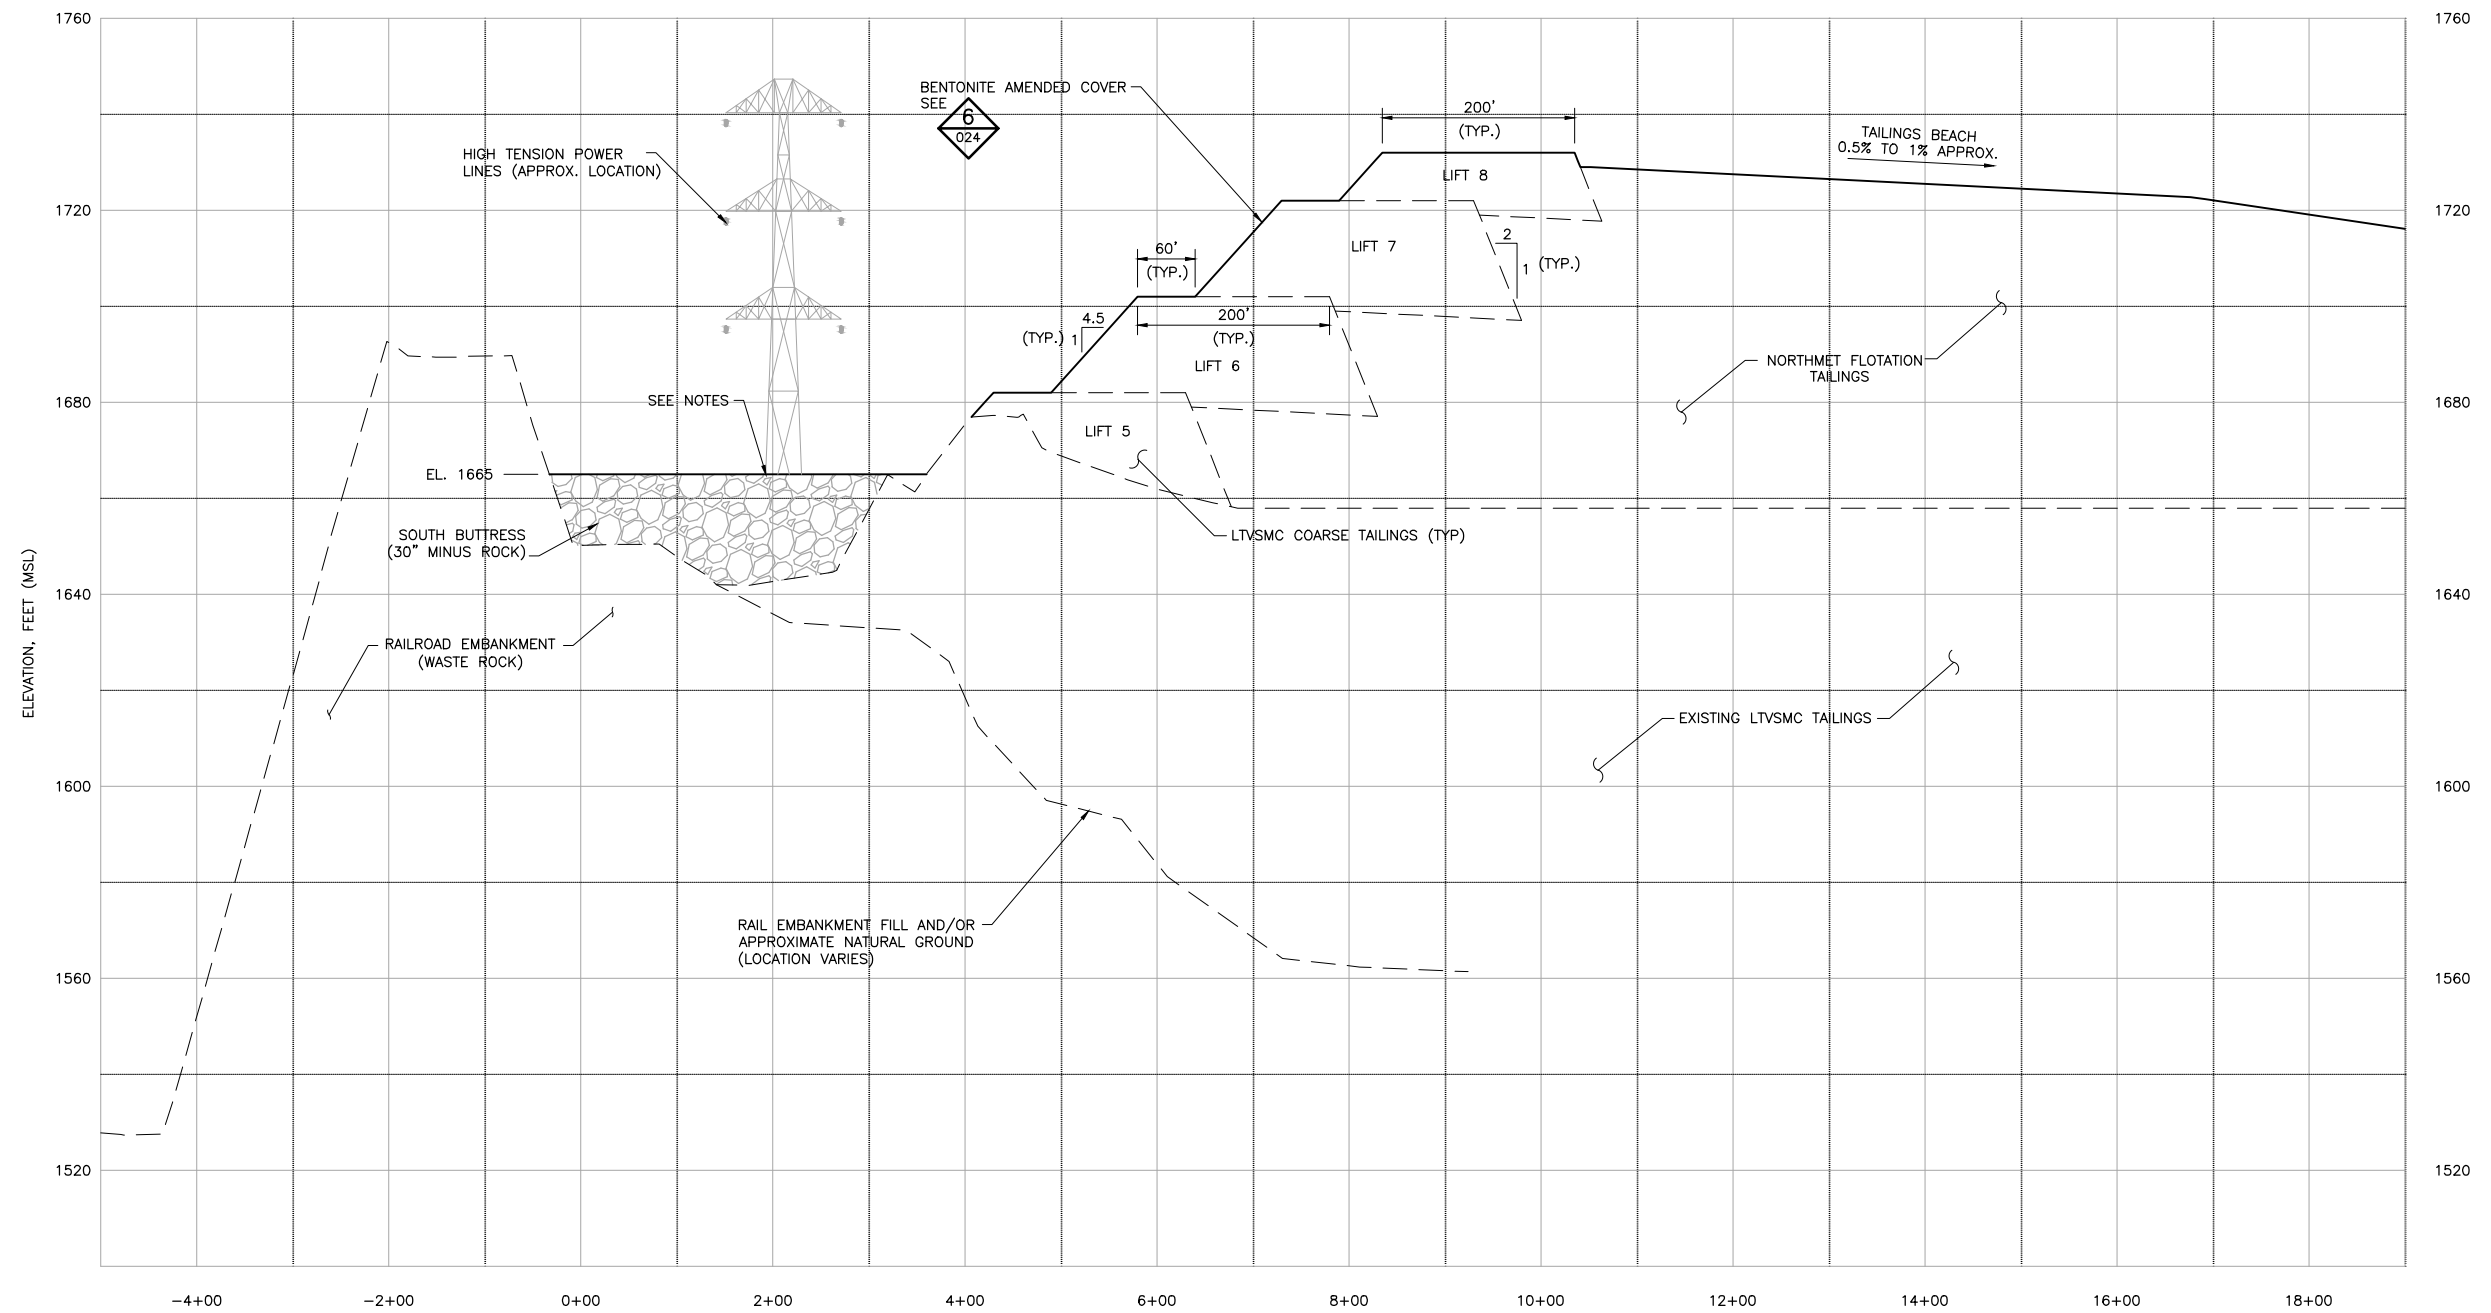 1760
1760
BENTONITE AMENDED COVER
SEE
6
024
200'
(TYP.)
TAILINGS BEACH
0.5% TO 1% APPROX.
HIGH TENSION POWER
LINES (APPROX. LOCATION)
LIFT 8
1720
1720
2
1
(TYP.)
LIFT 7
60'
(TYP.)
4.5
(TYP.)
1
200'
(TYP.)
LIFT 6
NORTHMET FLOTATION
TAILINGS
SEE NOTES
1680
1680
LIFT 5
EL. 1665
SOUTH BUTTRESS
(30" MINUS ROCK)
LTVSMC COARSE TAILINGS (TYP)
ELEVATION, FEET (MSL)
1640
1640
RAILROAD EMBANKMENT
(WASTE ROCK)
EXISTING LTVSMC TAILINGS
1600
1600
RAIL EMBANKMENT FILL AND/OR
APPROXIMATE NATURAL GROUND
(LOCATION VARIES)
1560
1560
1520
1520
-4+00
-2+00
0+00
2+00
4+00
6+00
8+00
10+00
12+00
14+00
16+00
18+00